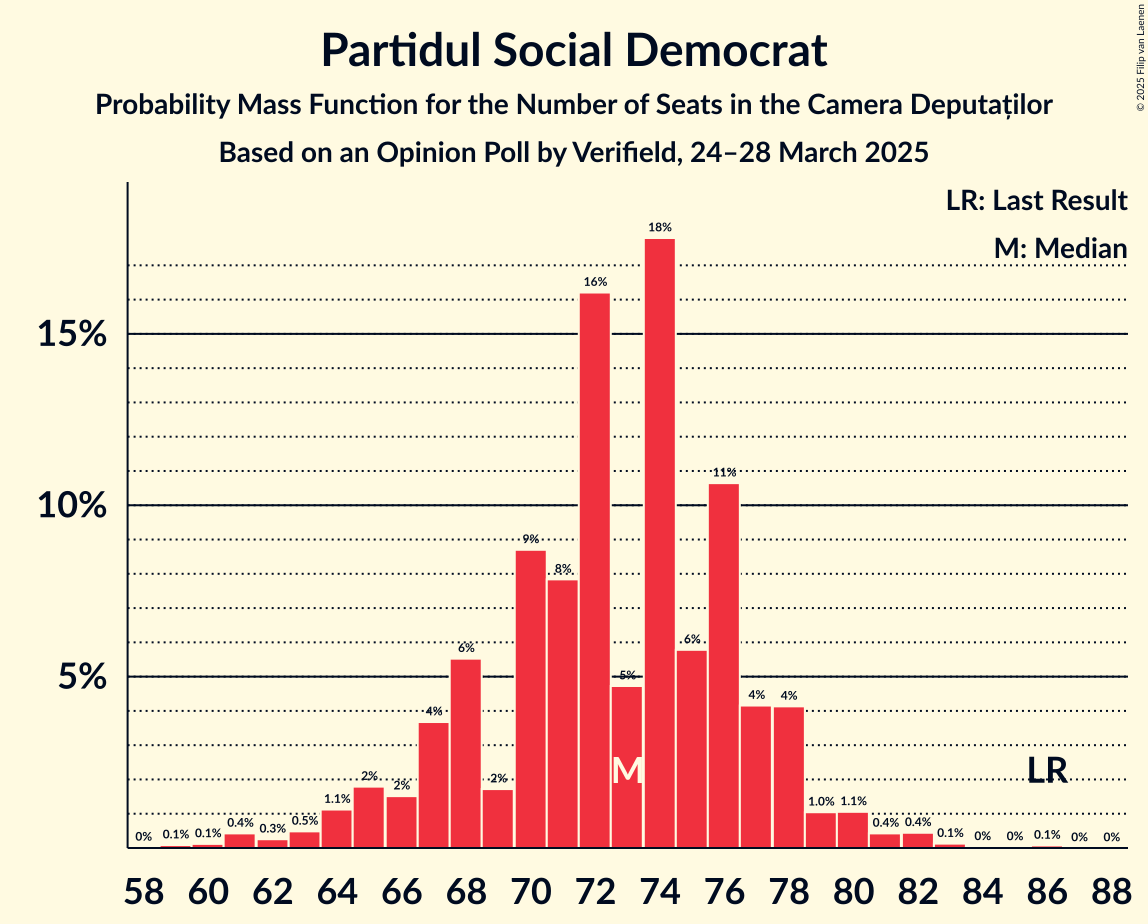 Partidul Social Democrat
Probability Mass Function for the Number of Seats in the Camera Deputaților
Based on an Opinion Poll by Verifield, 24–28 March 2025
© 2025 Filip van Laenen
LR: Last Result
M: Median
15%
10%
5%
0% 0.1% 0.1% 0.4% 0.3% 0.5% 1.1% 2% 2% 4% 6% 2% 9% 8% 16% 5% 18% 6% 11% 4% 4% 1.0% 1.1% 0.4% 0.4% 0.1% 0% 0% 0.1% 0% 0%
M
LR
58 60 62 64 66 68 70 72 74 76 78 80 82 84 86 88